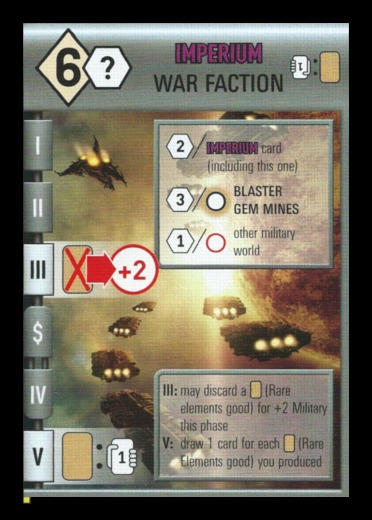 IMPERIUM
6 ? WAR FACTION 1 :
I
2 / IMPERIUM card
(including this one)
II
3 / BLASTER
GEM MINES
1 / other military
world
III +2
$
IV
III: may discard a (Rare
elements good) for +2 Military
this phase
V: draw 1 card for each (Rare
Elements good) you produced
V : 1